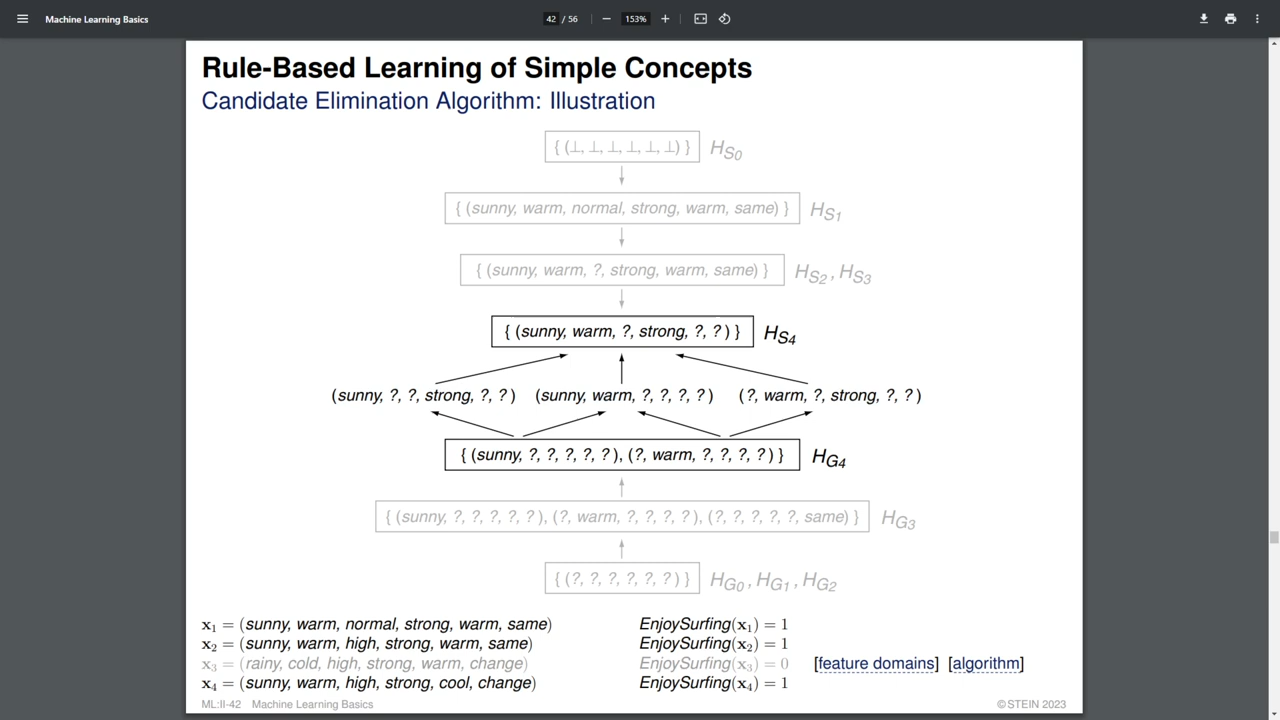 Machine Learning Basics
42 / 56
153%
Rule-Based Learning of Simple Concepts
Candidate Elimination Algorithm: Illustration
{ (⊥, ⊥, ⊥, ⊥, ⊥, ⊥) } H_S0
{ (sunny, warm, normal, strong, warm, same) } H_S1
{ (sunny, warm, ?, strong, warm, same) } H_S2 , H_S3
{ (sunny, warm, ?, strong, ?, ? ) } H_S4
(sunny, ?, ?, strong, ?, ? ) (sunny, warm, ?, ?, ?, ? ) (?, warm, ?, strong, ?, ? )
{ (sunny, ?, ?, ?, ?, ? ), (?, warm, ?, ?, ?, ? ) } H_G4
{ (sunny, ?, ?, ?, ?, ? ), (?, warm, ?, ?, ?, ? ), (?, ?, ?, ?, ?, same) } H_G3
{ (?, ?, ?, ?, ?, ? ) } H_G0 , H_G1 , H_G2
x₁ = (sunny, warm, normal, strong, warm, same) EnjoySurfing(x₁) = 1
x₂ = (sunny, warm, high, strong, warm, same) EnjoySurfing(x₂) = 1
x₃ = (rainy, cold, high, strong, warm, change) EnjoySurfing(x₃) = 0 [feature domains] [algorithm]
x₄ = (sunny, warm, high, strong, cool, change) EnjoySurfing(x₄) = 1
ML:II-42 Machine Learning Basics © STEIN 2023